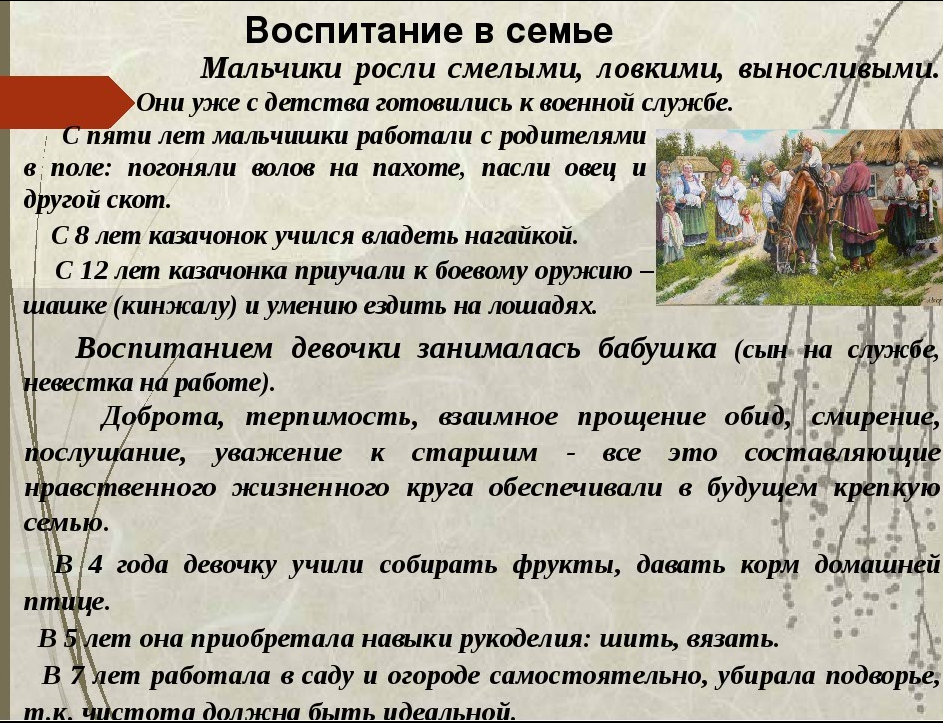 Воспитание в семье
Мальчики росли смелыми, ловкими, выносливыми.
Они уже с детства готовились к военной службе.
С пяти лет мальчишки работали с родителями
в поле: погоняли волов на пахоте, пасли овец и
другой скот.
С 8 лет казачонок учился владеть нагайкой.
С 12 лет казачонка приучали к боевому оружию –
шашке (кинжалу) и умению ездить на лошадях.
Воспитанием девочки занималась бабушка (сын на службе,
невестка на работе).
Доброта, терпимость, взаимное прощение обид, смирение,
послушание, уважение к старшим - все это составляющие
нравственного жизненного круга обеспечивали в будущем крепкую
семью.
В 4 года девочку учили собирать фрукты, давать корм домашней
птице.
В 5 лет она приобретала навыки рукоделия: шить, вязать.
В 7 лет работала в саду и огороде самостоятельно, убирала подворье,
т.к. чистота должна быть идеальной.